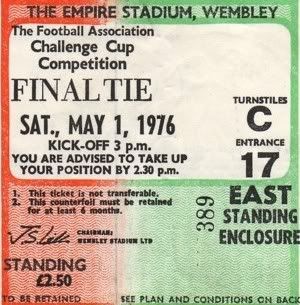 THE EMPIRE STADIUM, WEMBLEY
The Football Association
Challenge Cup
Competition
FINAL TIE
SAT., MAY 1, 1976
KICK-OFF 3 p.m.
YOU ARE ADVISED TO TAKE UP
YOUR POSITION BY 2.30 p.m.
TURNSTILES
C
ENTRANCE
17
EAST
STANDING
ENCLOSURE
1. This ticket is not transferable.
2. This counterfoil must be retained
for at least 6 months.
CHAIRMAN:
WEMBLEY STADIUM LTD
389
STANDING
£2.50
TO BE RETAINED
SEE PLAN AND CONDITIONS ON BACK